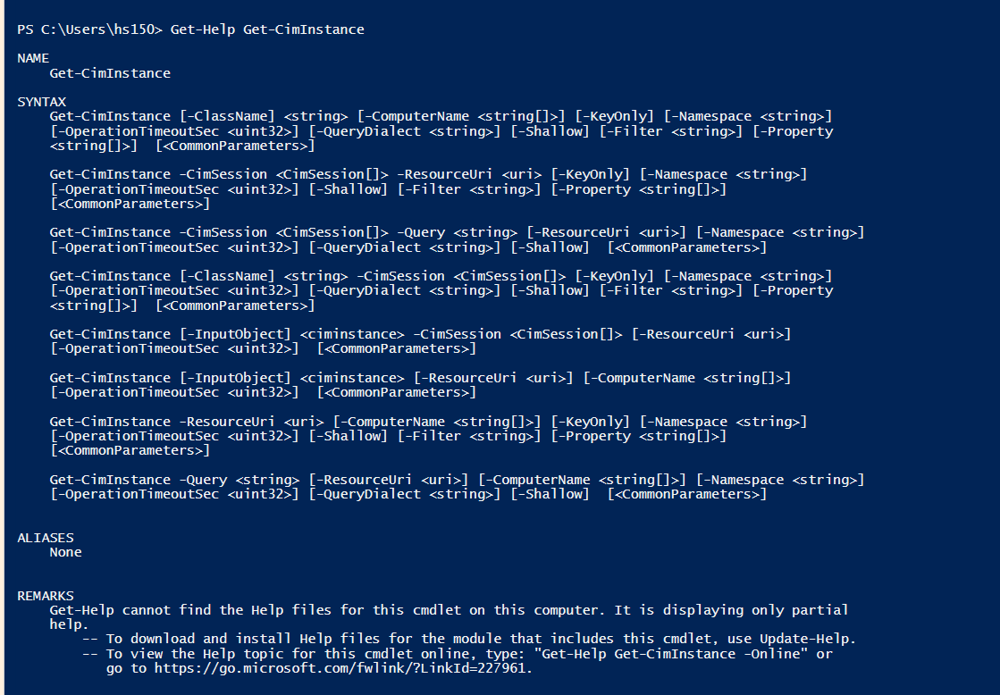 PS C:\Users\hs150> Get-Help Get-CimInstance
NAME
Get-CimInstance
SYNTAX
Get-CimInstance [-ClassName] <string> [-ComputerName <string[]>] [-KeyOnly] [-Namespace <string>]
[-OperationTimeoutSec <uint32>] [-QueryDialect <string>] [-Shallow] [-Filter <string>] [-Property
<string[]>]  [<CommonParameters>]
Get-CimInstance -CimSession <CimSession[]> -ResourceUri <uri> [-KeyOnly] [-Namespace <string>]
[-OperationTimeoutSec <uint32>] [-Shallow] [-Filter <string>] [-Property <string[]>]
[<CommonParameters>]
Get-CimInstance -CimSession <CimSession[]> -Query <string> [-ResourceUri <uri>] [-Namespace <string>]
[-OperationTimeoutSec <uint32>] [-QueryDialect <string>] [-Shallow]  [<CommonParameters>]
Get-CimInstance [-ClassName] <string> -CimSession <CimSession[]> [-KeyOnly] [-Namespace <string>]
[-OperationTimeoutSec <uint32>] [-QueryDialect <string>] [-Shallow] [-Filter <string>] [-Property
<string[]>]  [<CommonParameters>]
Get-CimInstance [-InputObject] <ciminstance> -CimSession <CimSession[]> [-ResourceUri <uri>]
[-OperationTimeoutSec <uint32>]  [<CommonParameters>]
Get-CimInstance [-InputObject] <ciminstance> [-ResourceUri <uri>] [-ComputerName <string[]>]
[-OperationTimeoutSec <uint32>]  [<CommonParameters>]
Get-CimInstance -ResourceUri <uri> [-ComputerName <string[]>] [-KeyOnly] [-Namespace <string>]
[-OperationTimeoutSec <uint32>] [-Shallow] [-Filter <string>] [-Property <string[]>]
[<CommonParameters>]
Get-CimInstance -Query <string> [-ResourceUri <uri>] [-ComputerName <string[]>] [-Namespace <string>]
[-OperationTimeoutSec <uint32>] [-QueryDialect <string>] [-Shallow]  [<CommonParameters>]
ALIASES
None
REMARKS
Get-Help cannot find the Help files for this cmdlet on this computer. It is displaying only partial
help.
-- To download and install Help files for the module that includes this cmdlet, use Update-Help.
-- To view the Help topic for this cmdlet online, type: "Get-Help Get-CimInstance -Online" or
go to https://go.microsoft.com/fwlink/?LinkId=227961.